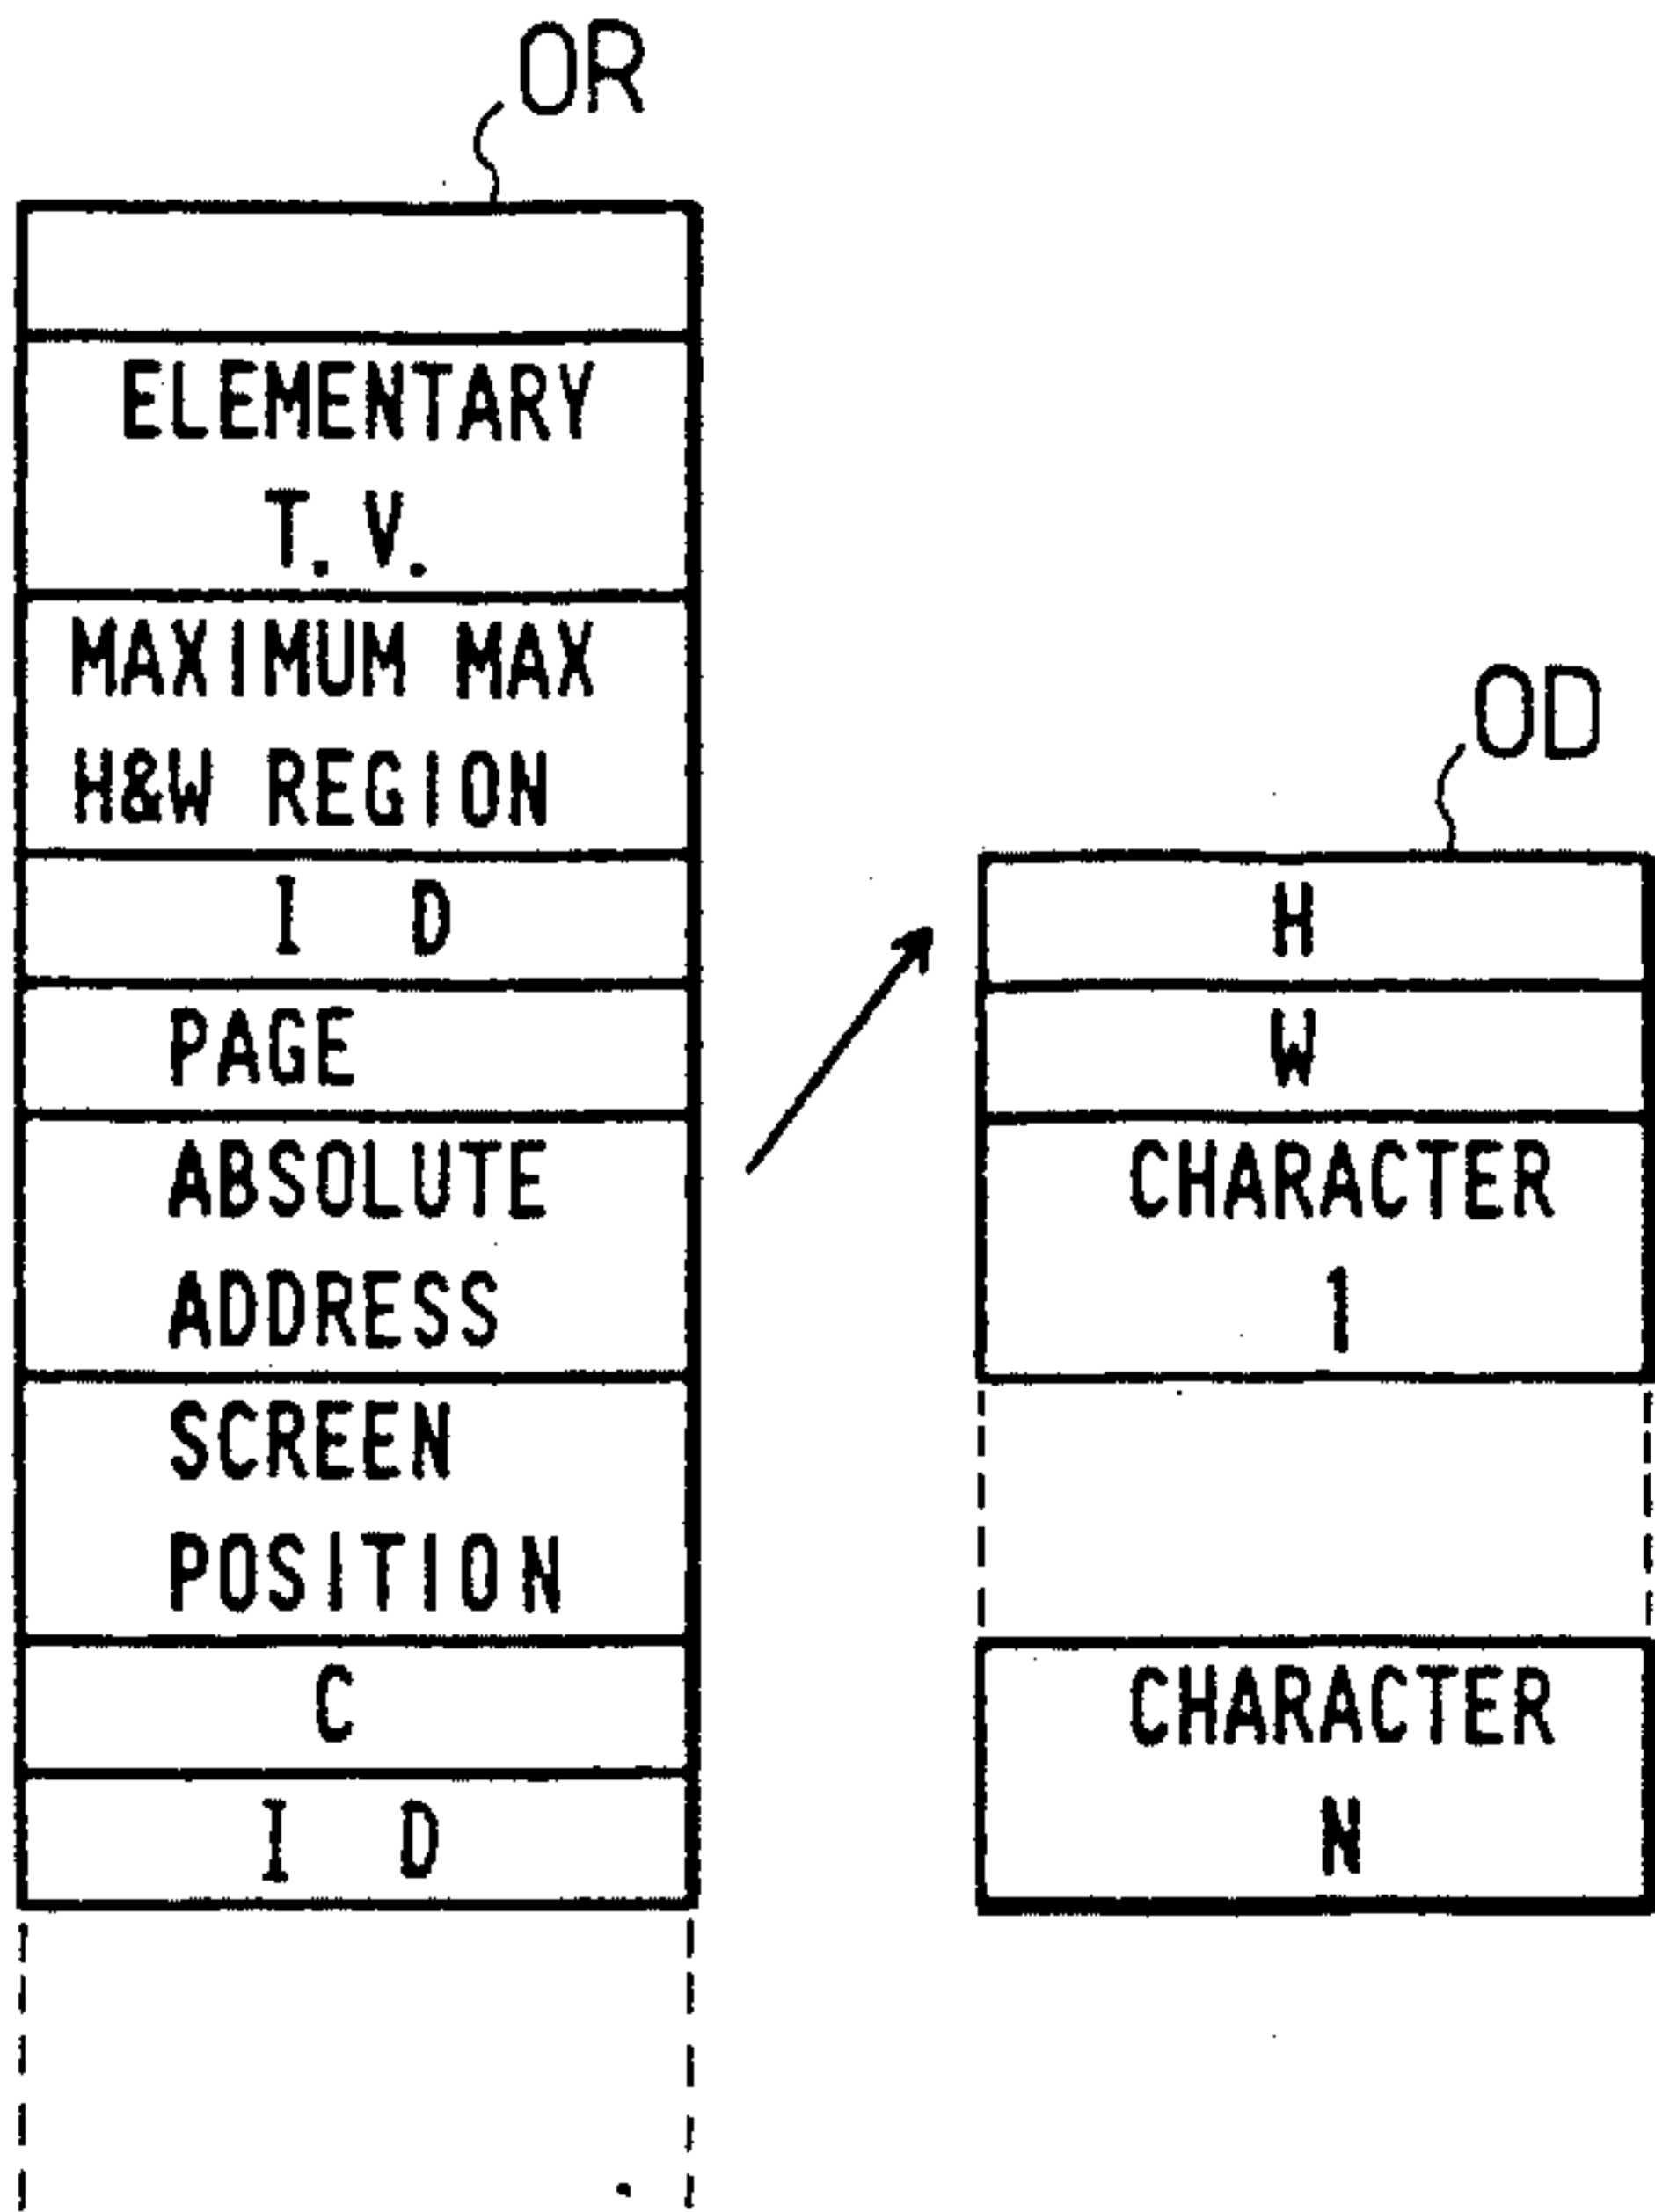 OR
ELEMENTARY
T. V.
MAXIMUM MAX
H&W REGION
I D
PAGE
ABSOLUTE
ADDRESS
SCREEN
POSITION
C
I D
OD
H
W
CHARACTER
1
CHARACTER
N